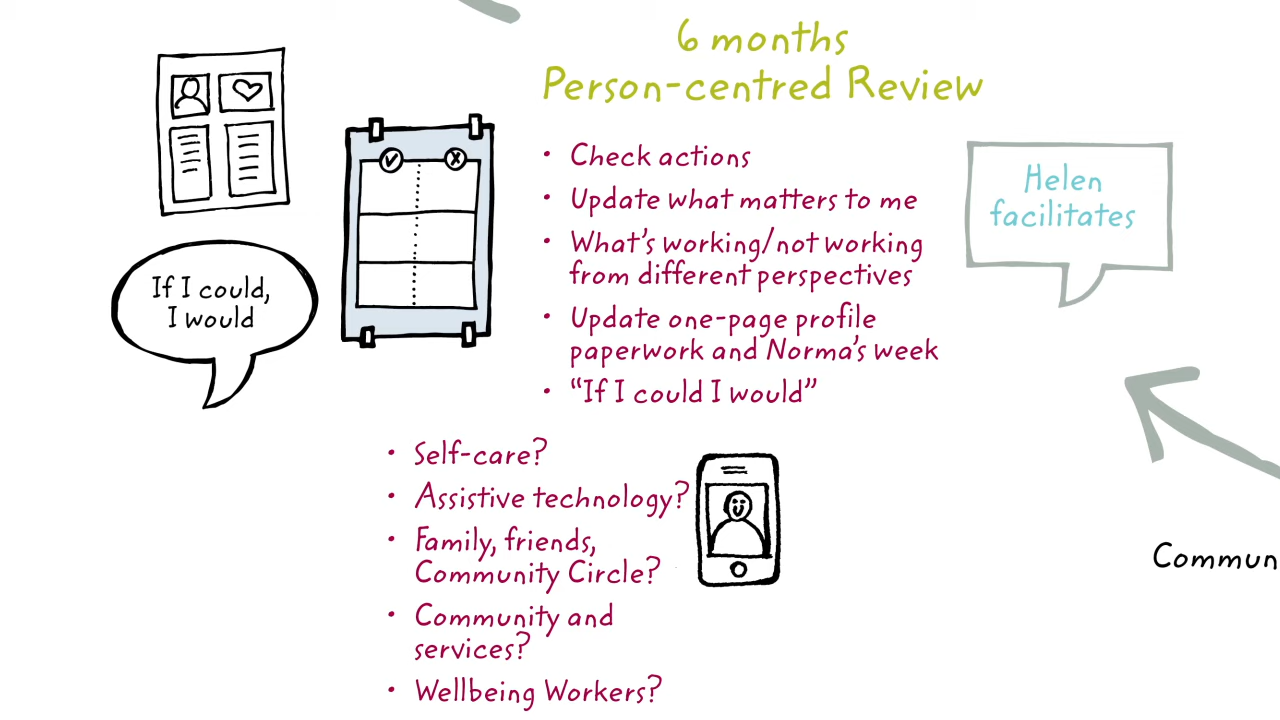 6 months
Person-centred Review
• Check actions
• Update what matters to me
• What's working/not working
from different perspectives
• Update one-page profile
paperwork and Norma's week
• "If I could I would"
Helen
facilitates
If I could,
I would
• Self-care?
• Assistive technology?
• Family, friends,
Community Circle?
• Community and
services?
• Wellbeing Workers?
Commun